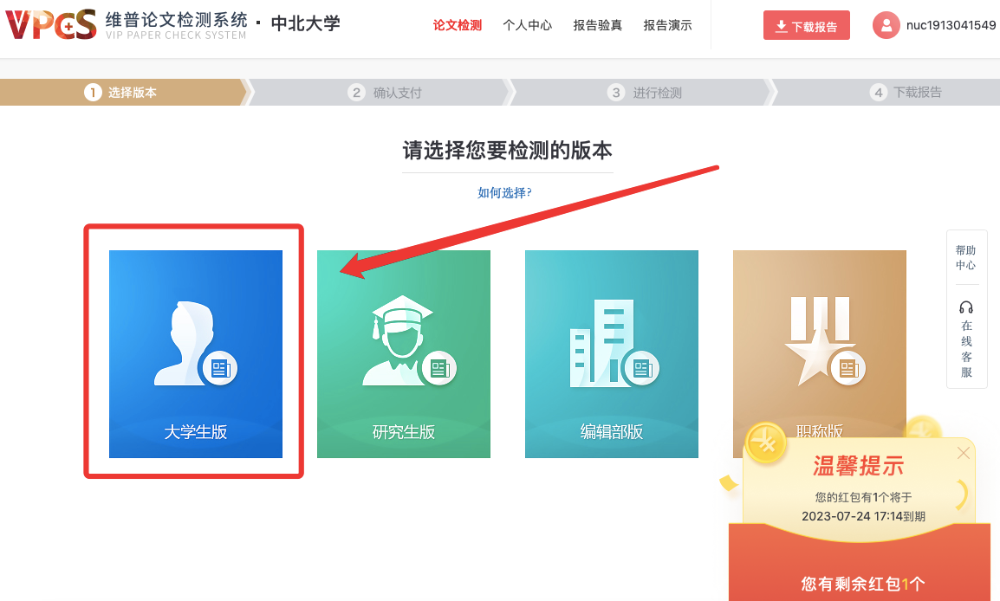 VPCS 维普论文检测系统 · 中北大学
VIP PAPER CHECK SYSTEM
论文检测 个人中心 报告验真 报告演示
下载报告
nuc1913041549
1 选择版本 2 确认支付 3 进行检测 4 下载报告
请选择您要检测的版本
如何选择?
大学生版 研究生版 编辑部版 职称版
帮助
中心
在
线
客
服
温馨提示
您的红包有1个将于
2023-07-24 17:14到期
您有剩余红包1个